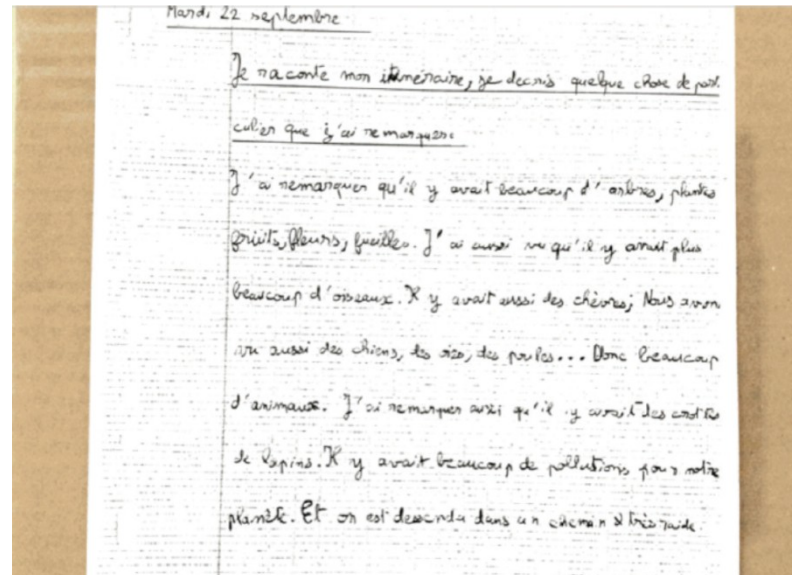 Mardi 22 septembre
Je raconte mon itinéraire, je decris quelque chose de parti
culier que j'ai remarquer.
J'ai remarquer qu'il y avait beaucoup d'arbres, plantes
fruits, fleurs, fueilles. J'ai aussi vu qu'il y avait plus
beaucoup d'oiseaux. Il y avait aussi des chèvres; Nous avon
vu aussi des chiens, des oies, des poules... Donc beaucoup
d'animaux. J'ai remarquer aussi qu'il y avait des crottes
de lapins. Il y avait beaucoup de pollutions pour notre
planète. Et on est descendu dans un chemin très raide.